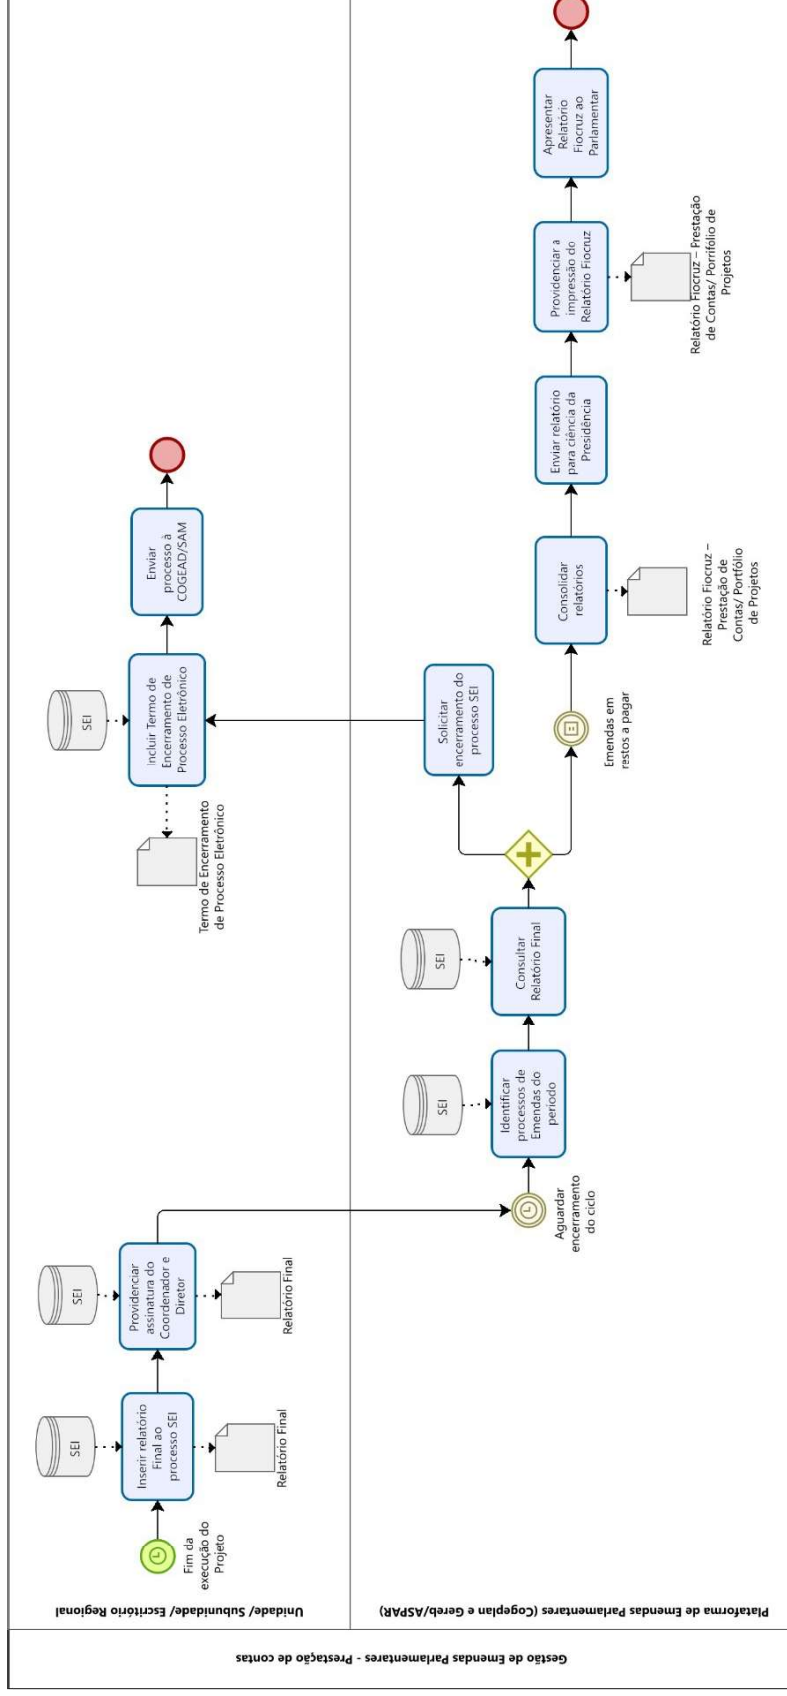 Gestão de Emendas Parlamentares - Prestação de contas
Unidade/ Subunidade/ Escritório Regional
Fim da
execução do
Projeto
SEI
Inserir relatório
Final ao
processo SEI
Relatório Final
SEI
Providenciar
assinatura do
Coordenador e
Diretor
Relatório Final
SEI
Incluir Termo de
Encerramento de
Processo Eletrônico
Termo de Encerramento
de Processo Eletrônico
Enviar
processo à
COGEAD/SAM
Plataforma de Emendas Parlamentares (Cogeplan e Gereb/ASPAR)
Aguardar
encerramento
do ciclo
SEI
Identificar
processos de
Emendas do
periodo
SEI
Consultar
Relatório Final
Solicitar
encerramento do
processo SEI
Emendas em
restos a pagar
Consolidar
relatórios
Relatório Fiocruz –
Prestação de
Contas/ Portfólio
de Projetos
Enviar relatório
para ciência da
Presidência
Providenciar a
impressão do
Relatório Fiocruz
Relatório Fiocruz – Prestação
de Contas/ Porrifólio de
Projetos
Apresentar
Relatório
Fiocruz ao
Parlamentar